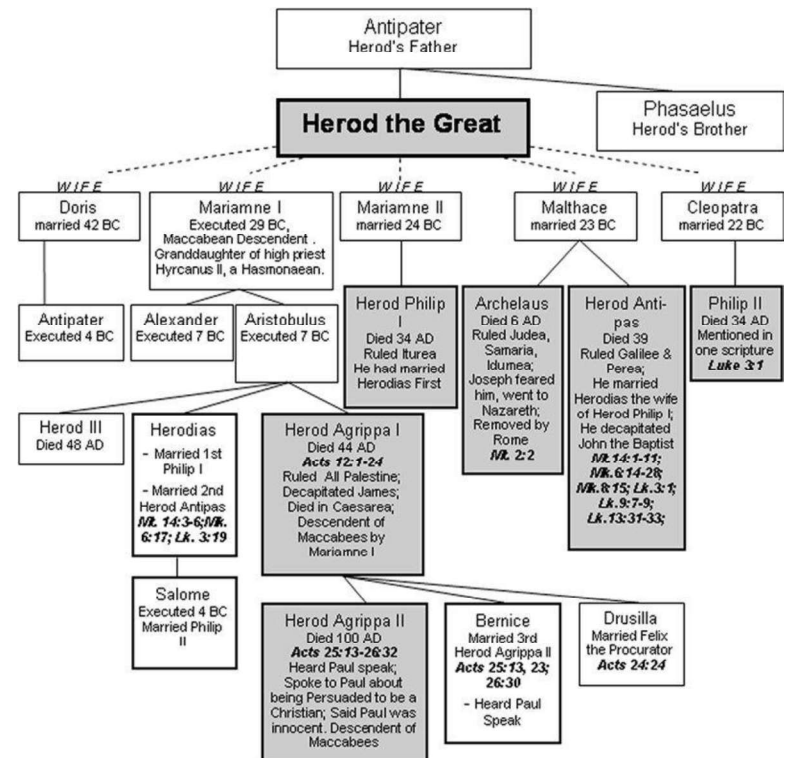 Antipater
Herod's Father
Herod the Great
Phasaelus
Herod's Brother
WIFE
Doris
married 42 BC
WIFE
Mariamne I
Executed 29 BC,
Maccabean Descendent .
Granddaughter of high priest
Hyrcanus II, a Hasmonaean.
WIFE
Mariamne II
married 24 BC
WIFE
Malthace
married 23 BC
WIFE
Cleopatra
married 22 BC
Antipater
Executed 4 BC
Alexander
Executed 7 BC
Aristobulus
Executed 7 BC
Herod Philip
I
Died 34 AD
Ruled Iturea
He had married
Herodias First
Archelaus
Died 6 AD
Ruled Judea,
Samaria,
Idumea;
Joseph feared
him, went to
Nazareth;
Removed by
Rome
Mt. 2:2
Herod Anti-
pas
Died 39
Ruled Galilee &
Perea;
He married
Herodias the wife
of Herod Philip I;
He decapitated
John the Baptist
Mt.14:1-11;
Mk.6:14-28;
Mk.8:15; Lk.3:1;
Lk.9:7-9;
Lk.13:31-33;
Philip II
Died 34 AD
Mentioned in
one scripture
Luke 3:1
Herod III
Died 48 AD
Herodias
- Married 1st
Philip I
- Married 2nd
Herod Antipas
Mt. 14:3-6;Mk.
6:17; Lk. 3:19
Herod Agrippa I
Died 44 AD
Acts 12:1-24
Ruled All Palestine;
Decapitated James;
Died in Caesarea;
Descendent of
Maccabees by
Mariamne I
Salome
Executed 4 BC
Married Philip
II
Herod Agrippa II
Died 100 AD
Acts 25:13-26:32
Heard Paul speak;
Spoke to Paul about
being Persuaded to be a
Christian; Said Paul was
innocent. Descendent of
Maccabees
Bernice
Married 3rd
Herod Agrippa II
Acts 25:13, 23;
26:30
- Heard Paul
Speak
Drusilla
Married Felix
the Procurator
Acts 24:24